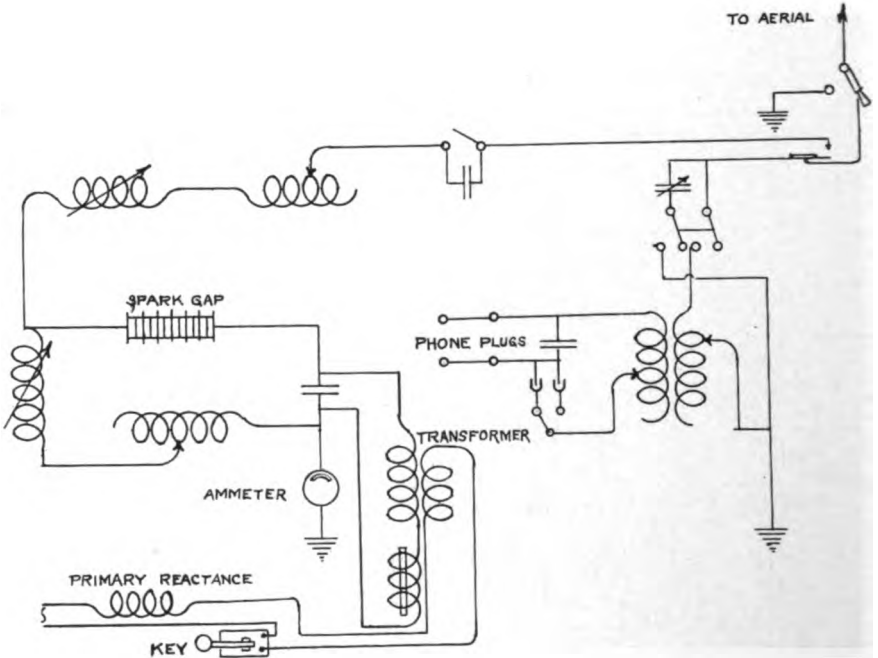 TO AERIAL
SPARK GAP
PHONE PLUGS
TRANSFORMER
AMMETER
PRIMARY REACTANCE
KEY